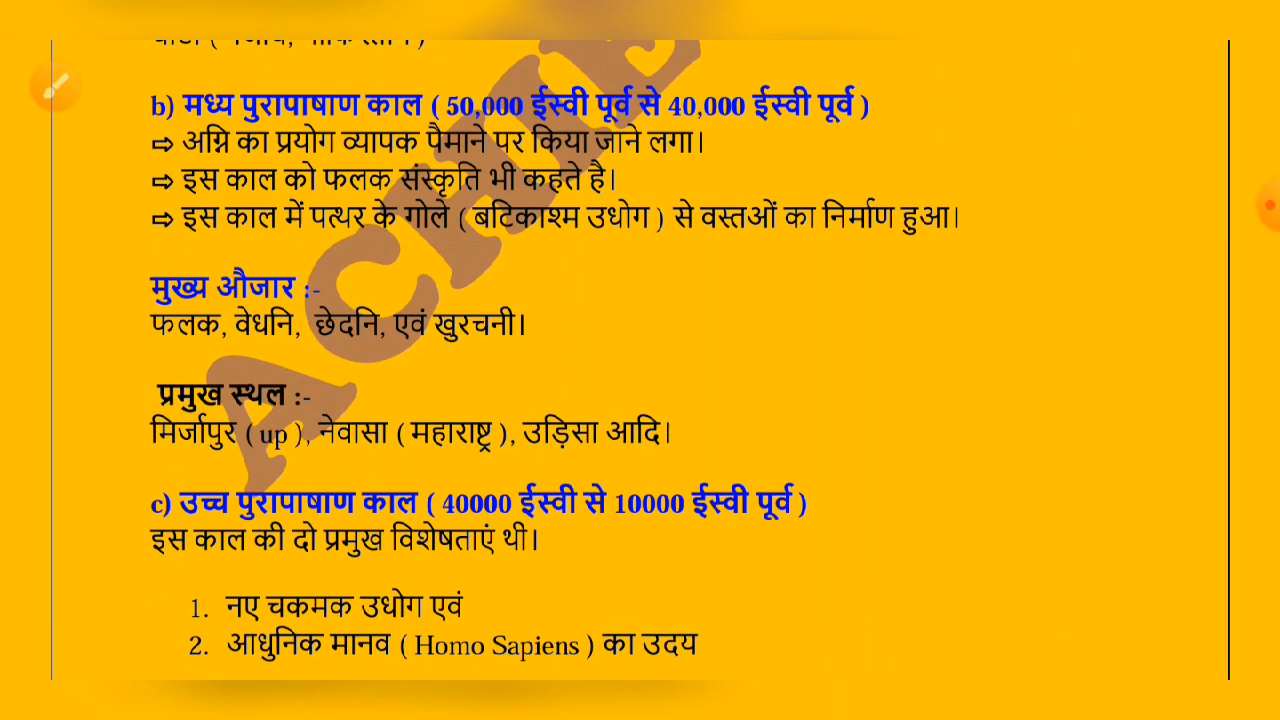 b) मध्य पुरापाषाण काल ( 50,000 ईस्वी पूर्व से 40,000 ईस्वी पूर्व )
⇨ अग्नि का प्रयोग व्यापक पैमाने पर किया जाने लगा।
⇨ इस काल को फलक संस्कृति भी कहते है।
⇨ इस काल में पत्थर के गोले ( बटिकाश्म उधोग ) से वस्तओं का निर्माण हुआ।
मुख्य औजार :-
फलक, वेधनि, छेदनि, एवं खुरचनी।
प्रमुख स्थल :-
मिर्जापुर ( up ), नेवासा ( महाराष्ट्र ), उड़िसा आदि।
c) उच्च पुरापाषाण काल ( 40000 ईस्वी से 10000 ईस्वी पूर्व )
इस काल की दो प्रमुख विशेषताएं थी।
1. नए चकमक उधोग एवं
2. आधुनिक मानव ( Homo Sapiens ) का उदय
ACHIE